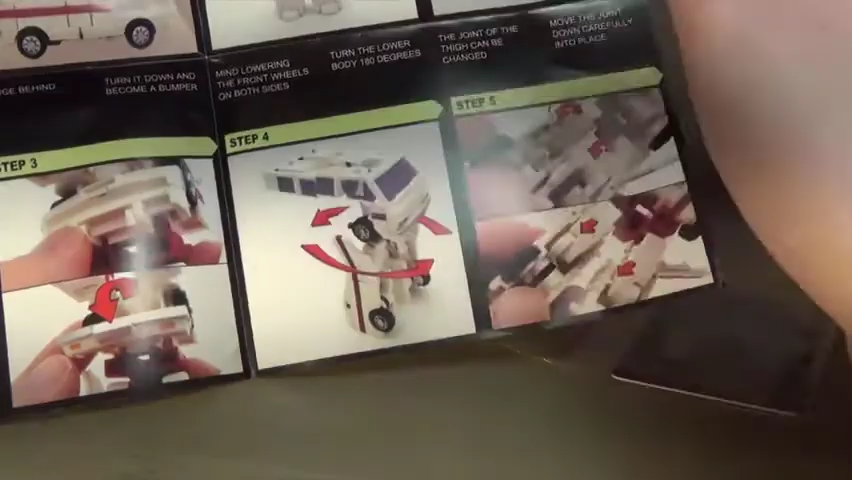 GE BEHIND
TURN IT DOWN AND
BECOME A BUMPER
MIND LOWERING
THE FRONT WHEELS
ON BOTH SIDES
TURN THE LOWER
BODY 180 DEGREES
THE JOINT OF THE
THIGH CAN BE
CHANGED
MOVE THE JOINT
DOWN CAREFULLY
INTO PLACE
STEP 3
STEP 4
STEP 5